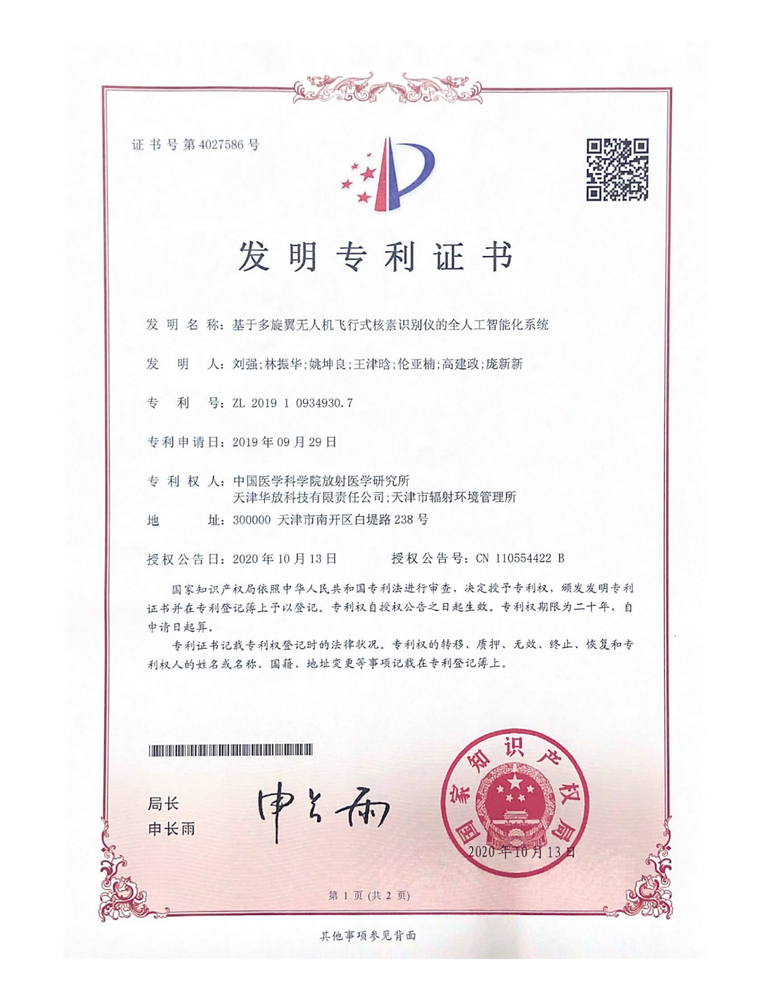 证书号第4027586号
发明专利证书
发明名称：基于多旋翼无人机飞行式核素识别仪的全人工智能化系统
发明人：刘强;林振华;姚坤良;王津晗;伦亚楠;高建政;庞新新
专利号：ZL 2019 1 0934930.7
专利申请日：2019年09月29日
专利权人：中国医学科学院放射医学研究所
天津华放科技有限责任公司;天津市辐射环境管理所
地址：300000 天津市南开区白堤路238号
授权公告日：2020年10月13日 授权公告号：CN 110554422 B
国家知识产权局依照中华人民共和国专利法进行审查，决定授予专利权，颁发发明专利
证书并在专利登记簿上予以登记。专利权自授权公告之日起生效。专利权期限为二十年，自
申请日起算。
专利证书记载专利权登记时的法律状况。专利权的转移、质押、无效、终止、恢复和专
利权人的姓名或名称、国籍、地址变更等事项记载在专利登记簿上。
局长
申长雨
申长雨
国家知识产权局
2020年10月13日
第 1 页 (共 2 页)
其他事项参见背面